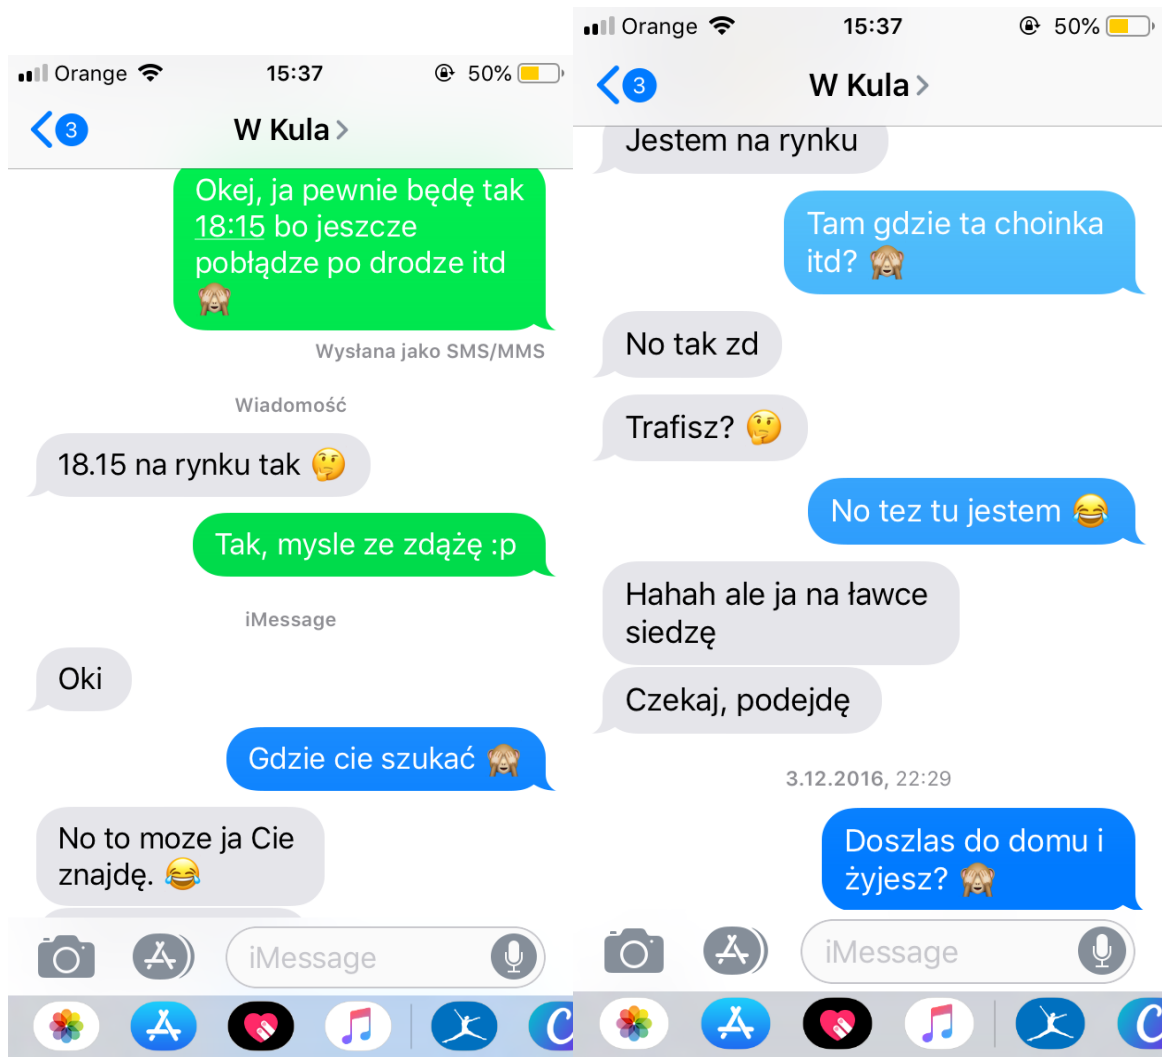 Orange 15:37 50%
3 W Kula
Okej, ja pewnie będę tak
18:15 bo jeszcze
pobłądze po drodze itd
🙈
Wysłana jako SMS/MMS
Wiadomość
18.15 na rynku tak 🤔
Tak, mysle ze zdążę :p
iMessage
Oki
Gdzie cie szukać 🙈
No to moze ja Cie
znajdę. 😂
iMessage
Orange 15:37 50%
3 W Kula
Jestem na rynku
Tam gdzie ta choinka
itd? 🙈
No tak zd
Trafisz? 🤔
No tez tu jestem 😂
Hahah ale ja na ławce
siedzę
Czekaj, podejdę
3.12.2016, 22:29
Doszlas do domu i
żyjesz? 🙈
iMessage